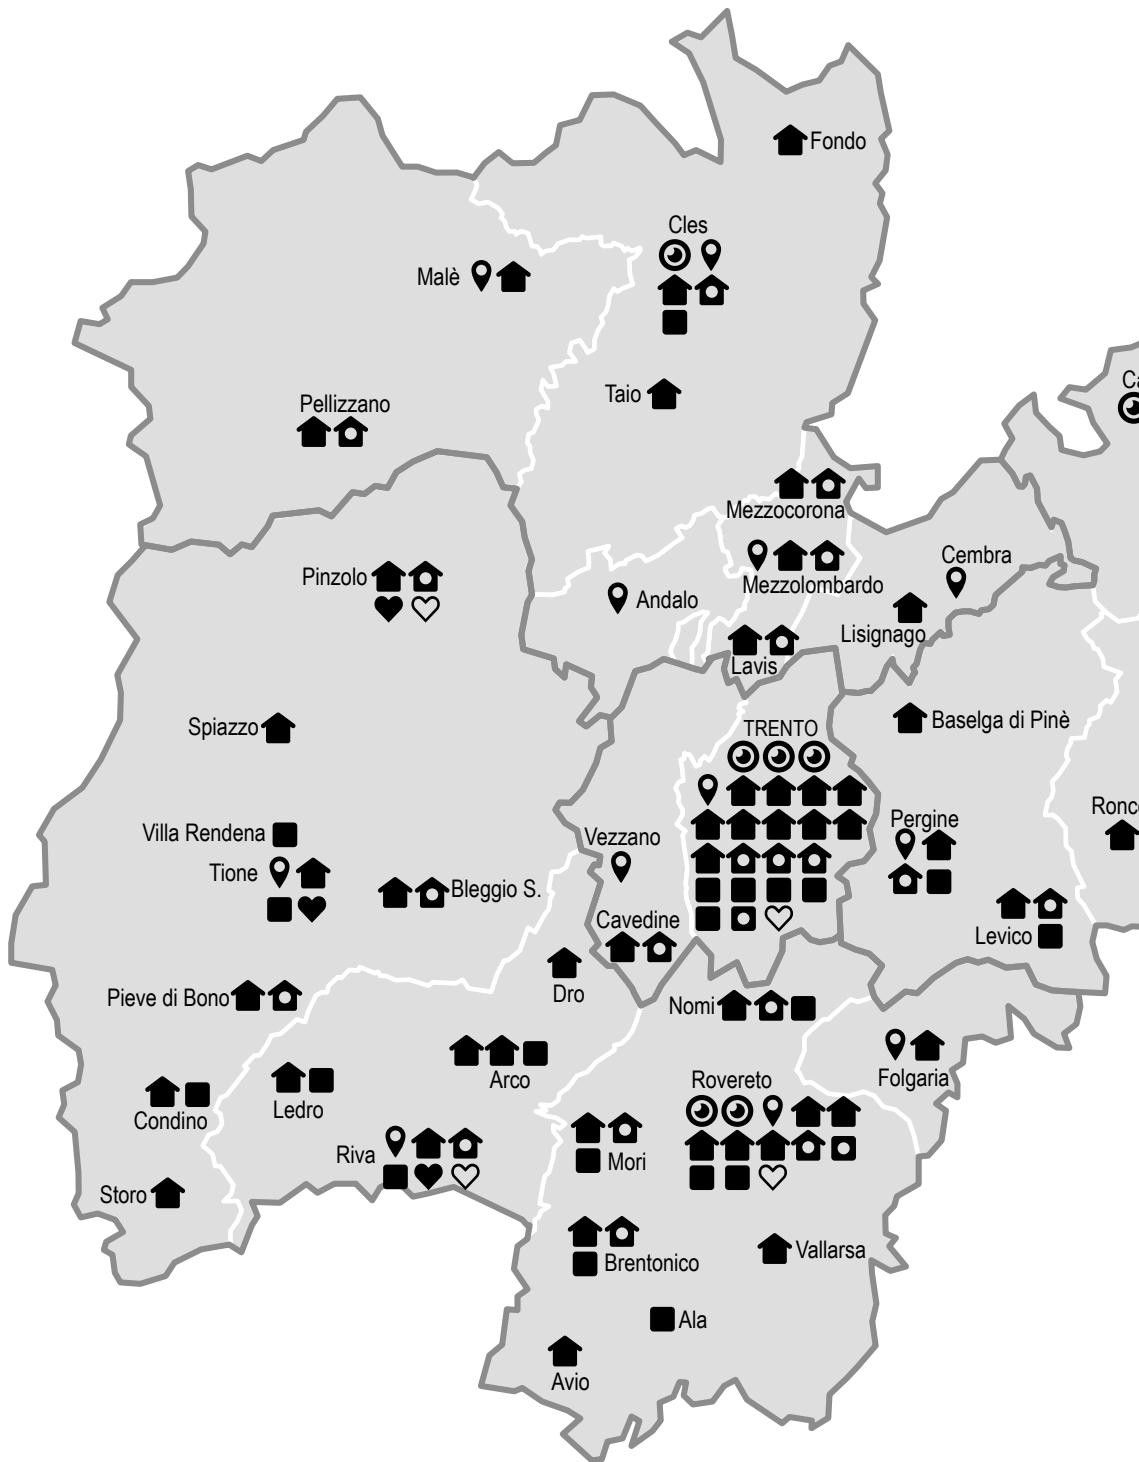 Fondo
Cles
Malè
Ca
Taio
Pellizzano
Mezzocorona
Cembra
Mezzolombardo
Pinzolo
Andalo
Lisignago
Lavis
Baselga di Pinè
Spiazzo
TRENTO
Ronc
Pergine
Villa Rendena
Vezzano
Tione
Bleggio S.
Cavedine
Levico
Dro
Pieve di Bono
Nomi
Folgaria
Arco
Rovereto
Ledro
Condino
Riva
Mori
Storo
Vallarsa
Brentonico
Ala
Avio